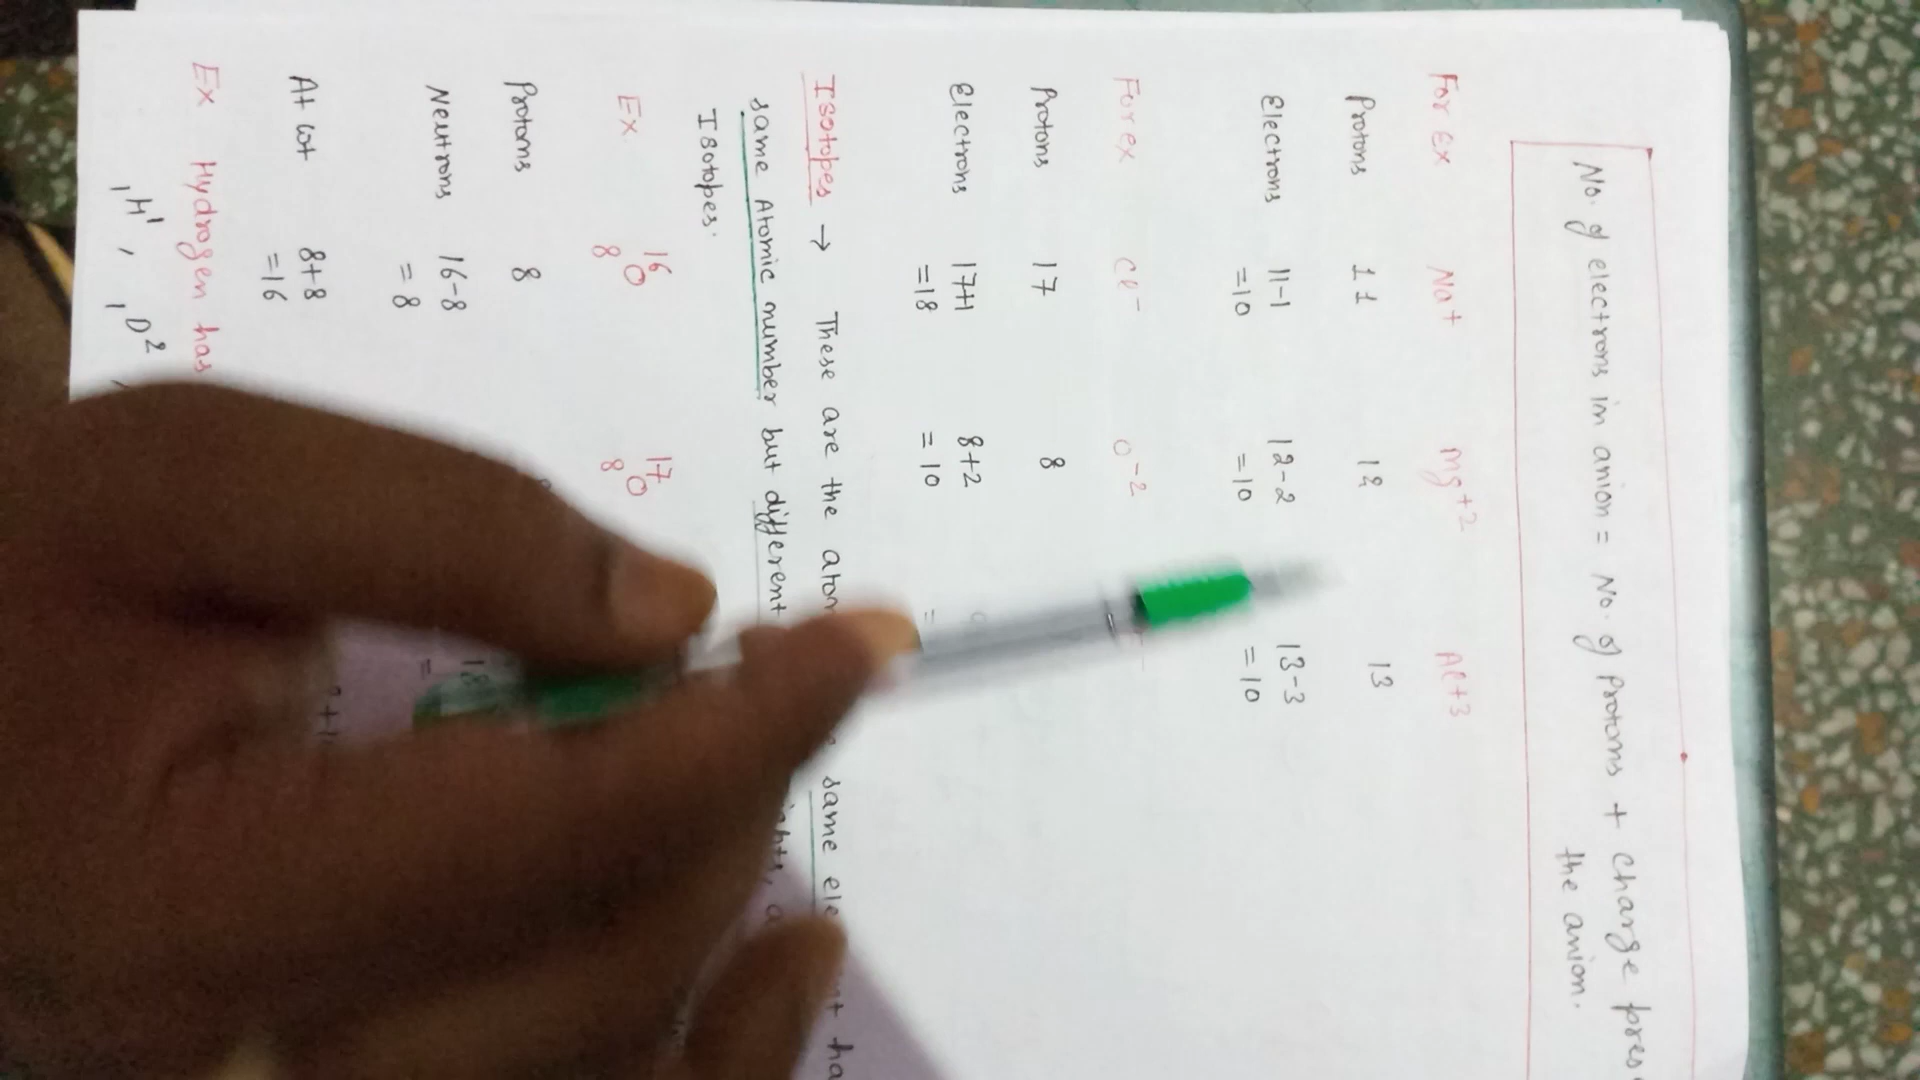 No. of electrons in anion = No. of Protons + charge
the anion.
For Ex Na+ Mg+2 Al+3
Protons 11 12 13
Electrons 11-1 12-2 13-3
=10 =10 =10
For ex Cl- O-2
Protons 17 8
Electrons 17+1 8+2
=18 =10
Isotopes → These are the same
same Atomic number but different
Isotopes.
Ex 16 8 O 17 8 O
Protons 8
Neutrons 16-8 18
=8 =
At wt 8+8
=16
Ex Hydrogen has
1H1, 1D2